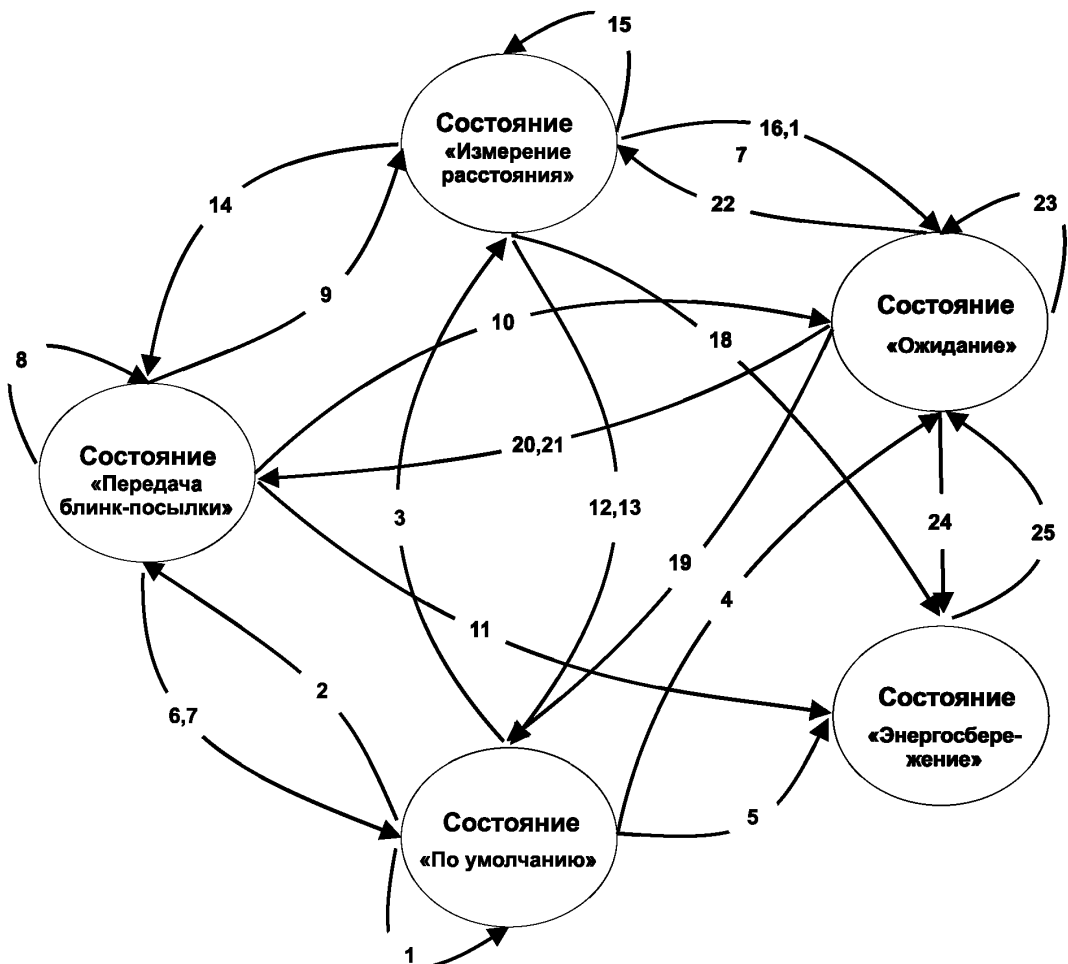 15
Состояние
«Измерение
расстояния»
16,1
7
14
22
23
9
10
Состояние
«Ожидание»
18
8
20,21
Состояние
«Передача
блинк-посылки»
3
12,13
24
25
19
4
11
2
6,7
Состояние
«Энергосбере-
жение»
5
Состояние
«По умолчанию»
1